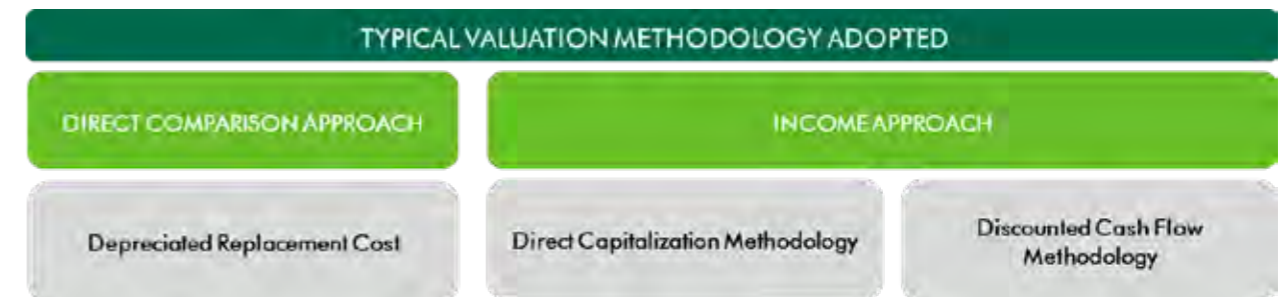 TYPICAL VALUATION METHODOLOGY ADOPTED
DIRECT COMPARISON APPROACH
INCOME APPROACH
Depreciated Replacement Cost
Direct Capitalization Methodology
Discounted Cash Flow
Methodology